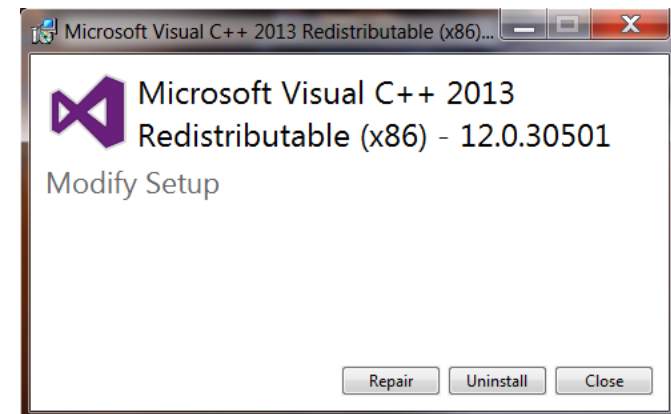 Microsoft Visual C++ 2013 Redistributable (x86)...
Microsoft Visual C++ 2013
Redistributable (x86) - 12.0.30501
Modify Setup
Repair Uninstall Close